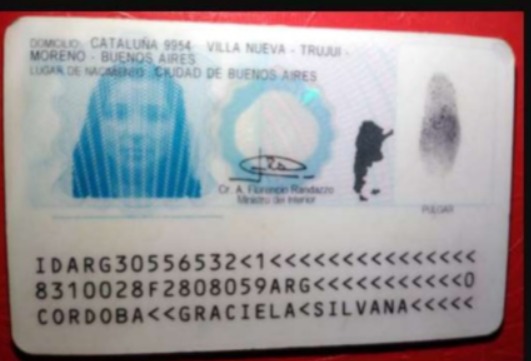 DOMICILIO: CATALUÑA 9954 VILLA NUEVA - TRUJUI -
MORENO - BUENOS AIRES
LUGAR DE NACIMIENTO: CIUDAD DE BUENOS AIRES
Cr. A. Florencio Randazzo
Ministro del Interior
PULGAR
IDARG30556532<1<<<<<<<<<<<<<<<
8310028F2808059ARG<<<<<<<<<<<0
CORDOBA<<GRACIELA<SILVANA<<<<<